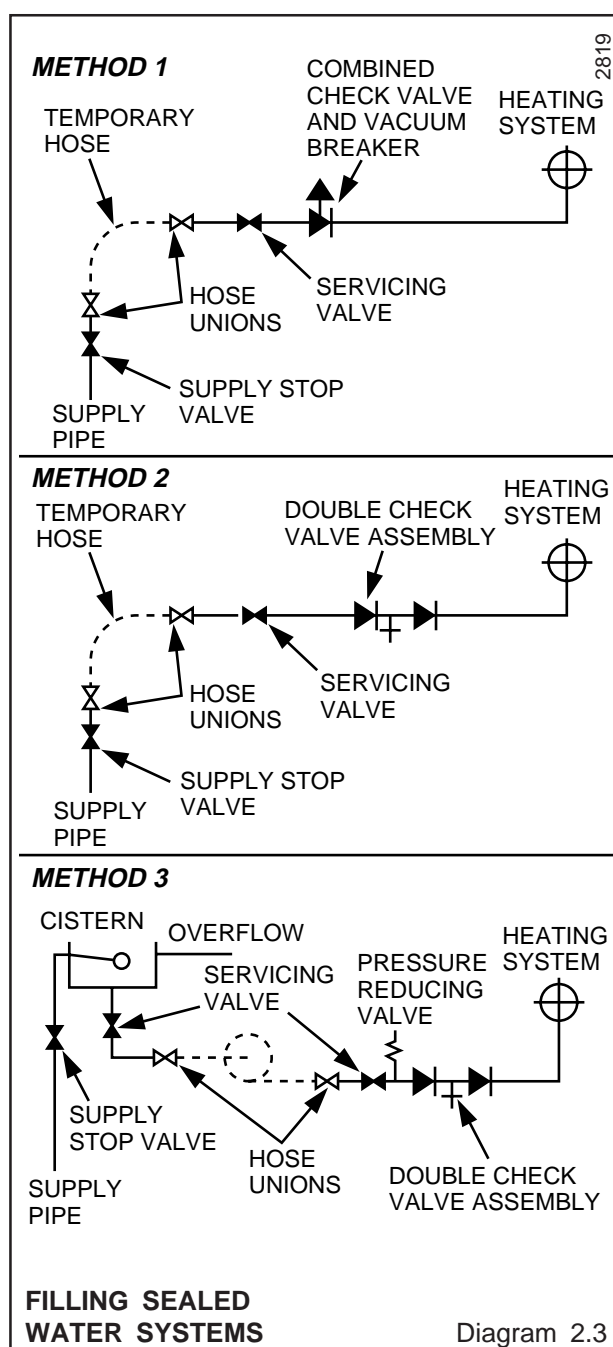 2819
METHOD 1
TEMPORARY
HOSE
COMBINED
CHECK VALVE
AND VACUUM
BREAKER
HEATING
SYSTEM
HOSE
UNIONS
SERVICING
VALVE
SUPPLY STOP
VALVE
SUPPLY
PIPE
METHOD 2
TEMPORARY
HOSE
DOUBLE CHECK
VALVE ASSEMBLY
HEATING
SYSTEM
HOSE
UNIONS
SERVICING
VALVE
SUPPLY STOP
VALVE
SUPPLY
PIPE
METHOD 3
CISTERN
OVERFLOW
SERVICING
VALVE
PRESSURE
REDUCING
VALVE
HEATING
SYSTEM
SUPPLY
STOP VALVE
HOSE
UNIONS
DOUBLE CHECK
VALVE ASSEMBLY
SUPPLY
PIPE
FILLING SEALED
WATER SYSTEMS
Diagram 2.3